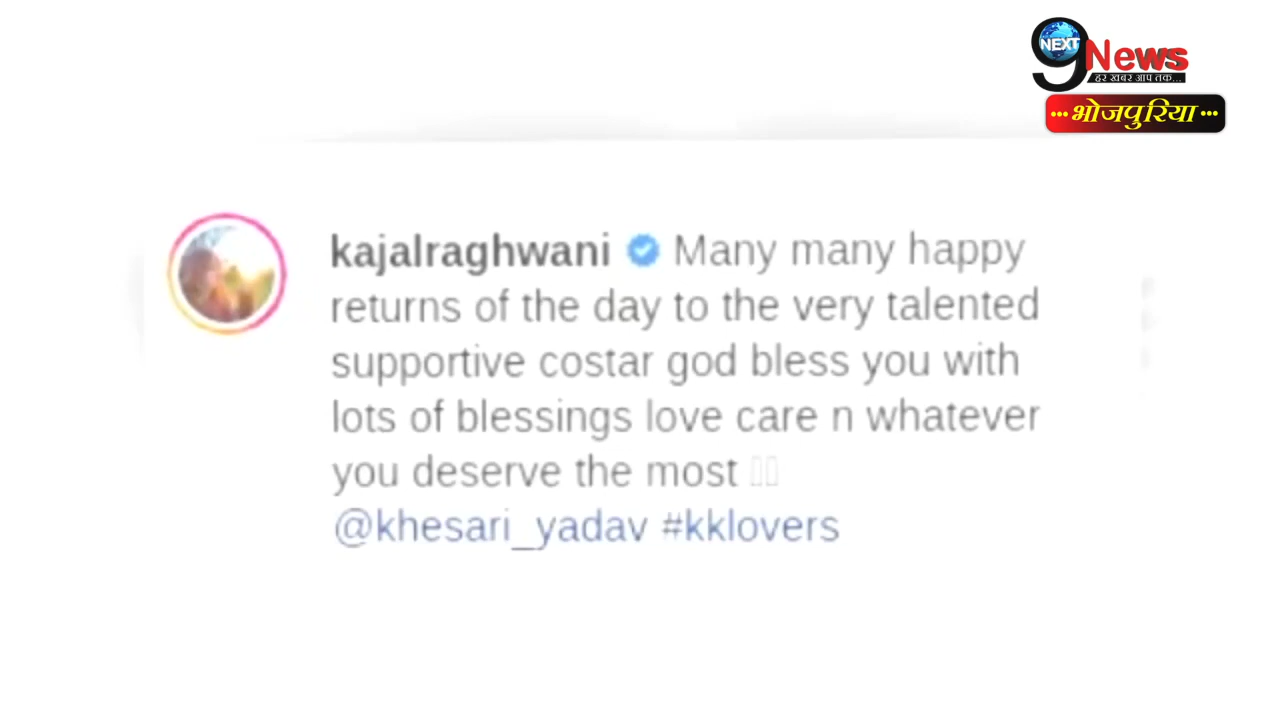 NEXT
9 News
हर खबर आप तक...
...भोजपुरिया...
kajalraghwani Many many happy
returns of the day to the very talented
supportive costar god bless you with
lots of blessings love care n whatever
you deserve the most
@khesari_yadav #kklovers